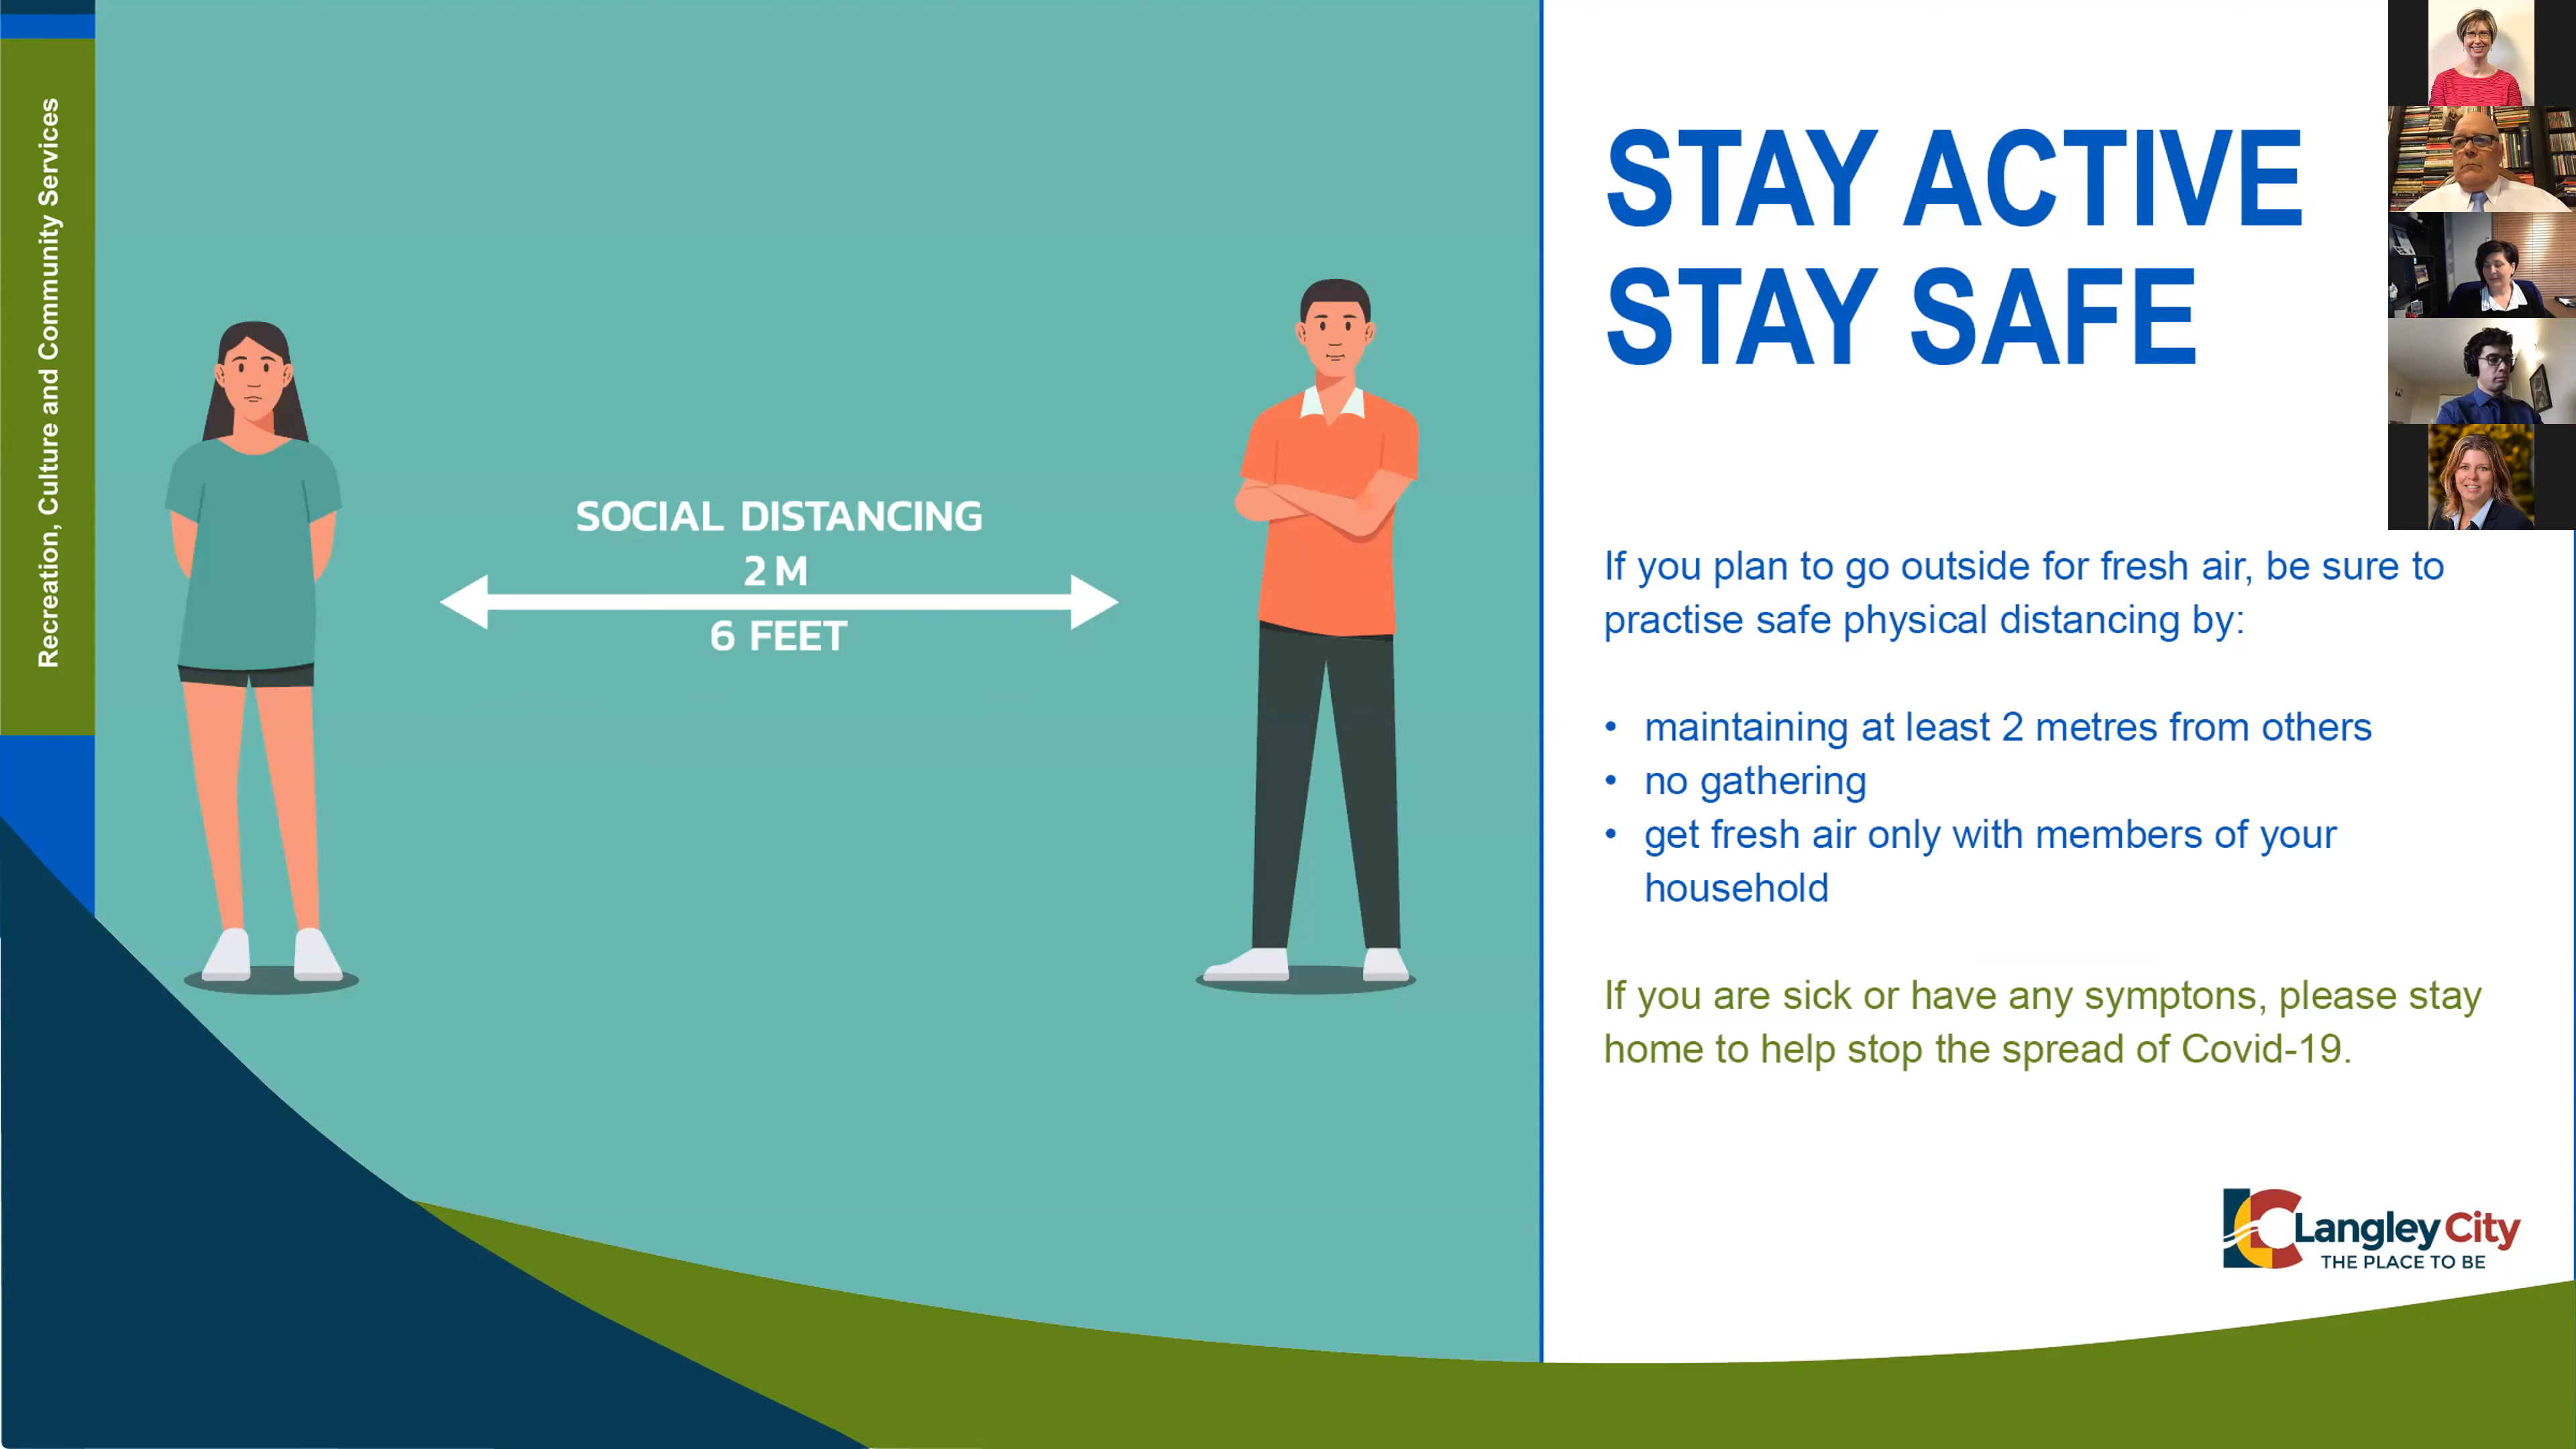 Recreation, Culture and Community Services
SOCIAL DISTANCING
2 M
6 FEET
STAY ACTIVE
STAY SAFE
If you plan to go outside for fresh air, be sure to
practise safe physical distancing by:
• maintaining at least 2 metres from others
• no gathering
• get fresh air only with members of your
household
If you are sick or have any symptons, please stay
home to help stop the spread of Covid-19.
LC Langley City
THE PLACE TO BE